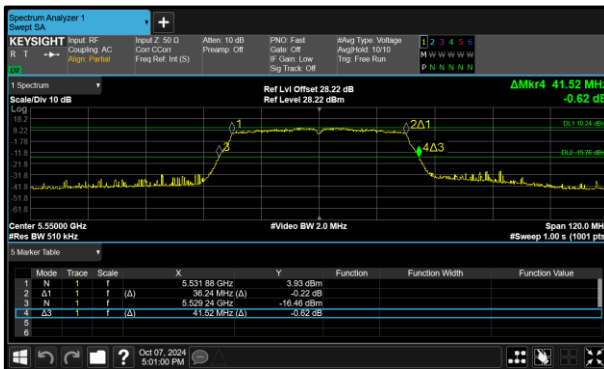 Spectrum Analyzer 1
Swept SA
+
KEYSIGHT
R T
Input: RF
Coupling: AC
Align: Partial
Input Z: 50 Ω
Corr CCorr
Freq Ref: Int (S)
Atten: 10 dB
Preamp: Off
PNO: Fast
Gate: Off
IF Gain: Low
Sig Track: Off
#Avg Type: Voltage
Avg|Hold: 10/10
Trig: Free Run
1 2 3 4 5 6
M W W W W W
P N N N N N
1 Spectrum
Scale/Div 10 dB
Ref Lvl Offset 28.22 dB
Ref Level 28.22 dBm
ΔMkr4 41.52 MHz
-0.62 dB
Log
18.2
8.22
-1.78
-11.8
-21.8
-31.8
-41.8
-51.8
-61.8
1
2Δ1
3
4Δ3
DL1 10.24 dBm
DL2 -15.76 dBm
Center 5.55000 GHz
#Video BW 2.0 MHz
Span 120.0 MHz
#Res BW 510 kHz
#Sweep 1.00 s (1001 pts)
5 Marker Table
Mode Trace Scale X Y Function Function Width Function Value
1 N 1 f 5.531 88 GHz 3.93 dBm
2 Δ1 1 f (Δ) 36.24 MHz (Δ) -0.22 dB
3 N 1 f 5.529 24 GHz -16.46 dBm
4 Δ3 1 f (Δ) 41.52 MHz (Δ) -0.62 dB
5
6
?
Oct 07, 2024
5:01:00 PM